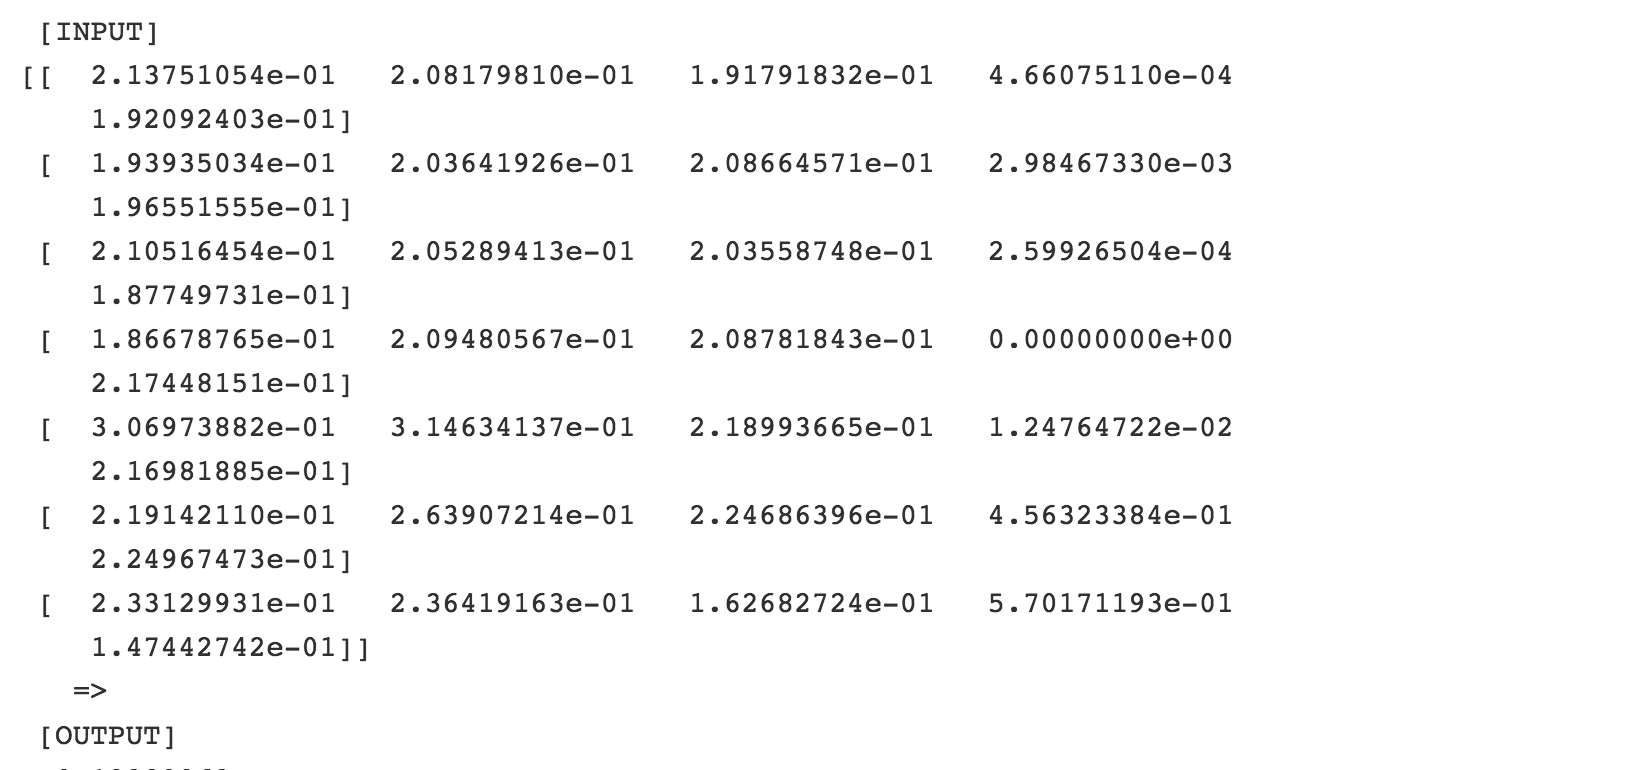 [INPUT]
[[ 2.13751054e-01 2.08179810e-01 1.91791832e-01 4.66075110e-04
1.92092403e-01]
[ 1.93935034e-01 2.03641926e-01 2.08664571e-01 2.98467330e-03
1.96551555e-01]
[ 2.10516454e-01 2.05289413e-01 2.03558748e-01 2.59926504e-04
1.87749731e-01]
[ 1.86678765e-01 2.09480567e-01 2.08781843e-01 0.00000000e+00
2.17448151e-01]
[ 3.06973882e-01 3.14634137e-01 2.18993665e-01 1.24764722e-02
2.16981885e-01]
[ 2.19142110e-01 2.63907214e-01 2.24686396e-01 4.56323384e-01
2.24967473e-01]
[ 2.33129931e-01 2.36419163e-01 1.62682724e-01 5.70171193e-01
1.47442742e-01]]
=>
[OUTPUT]